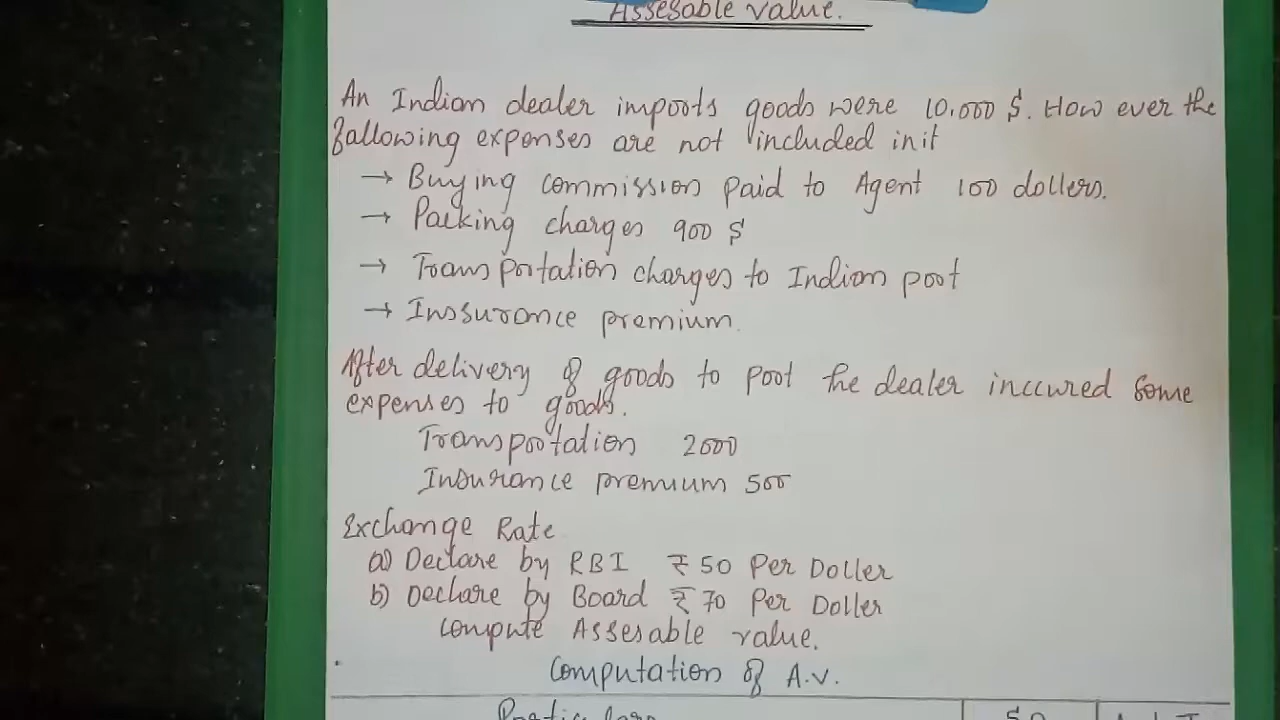 Assesable value.
An Indian dealer imports goods were 10,000 $. How ever the
fallowing expenses are not included in it
→ Buying commission paid to Agent 100 dollers.
→ Packing charges 900 $
→ Transportation charges to Indian port
→ Inssurance premium.
After delivery of goods to port the dealer inccured some
expenses to goods.
Transportation 2000
Insurance premium 500
Exchange Rate
a) Declare by RBI ₹ 50 Per Doller
b) Declare by Board ₹ 70 Per Doller
compute Assesable value.
Computation of A.V.
Particulars